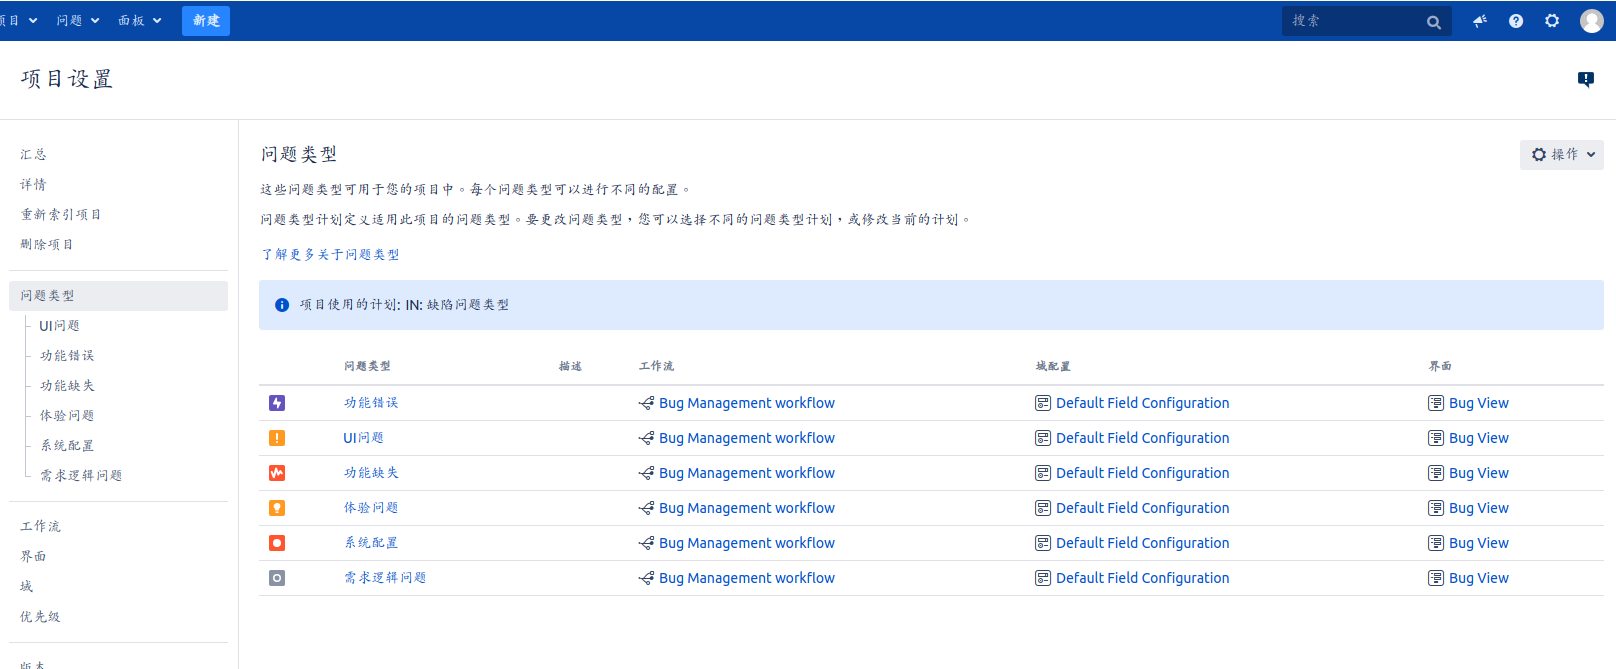 项目 问题 面板 新建 搜索
项目设置
汇总
详情
重新索引项目
删除项目
问题类型
UI问题
功能错误
功能缺失
体验问题
系统配置
需求逻辑问题
工作流
界面
域
优先级
版本
问题类型
操作
这些问题类型可用于您的项目中。每个问题类型可以进行不同的配置。
问题类型计划定义适用此项目的问题类型。要更改问题类型，您可以选择不同的问题类型计划，或修改当前的计划。
了解更多关于问题类型
项目使用的计划: IN: 缺陷问题类型
问题类型 描述 工作流 域配置 界面
功能错误 Bug Management workflow Default Field Configuration Bug View
UI问题 Bug Management workflow Default Field Configuration Bug View
功能缺失 Bug Management workflow Default Field Configuration Bug View
体验问题 Bug Management workflow Default Field Configuration Bug View
系统配置 Bug Management workflow Default Field Configuration Bug View
需求逻辑问题 Bug Management workflow Default Field Configuration Bug View